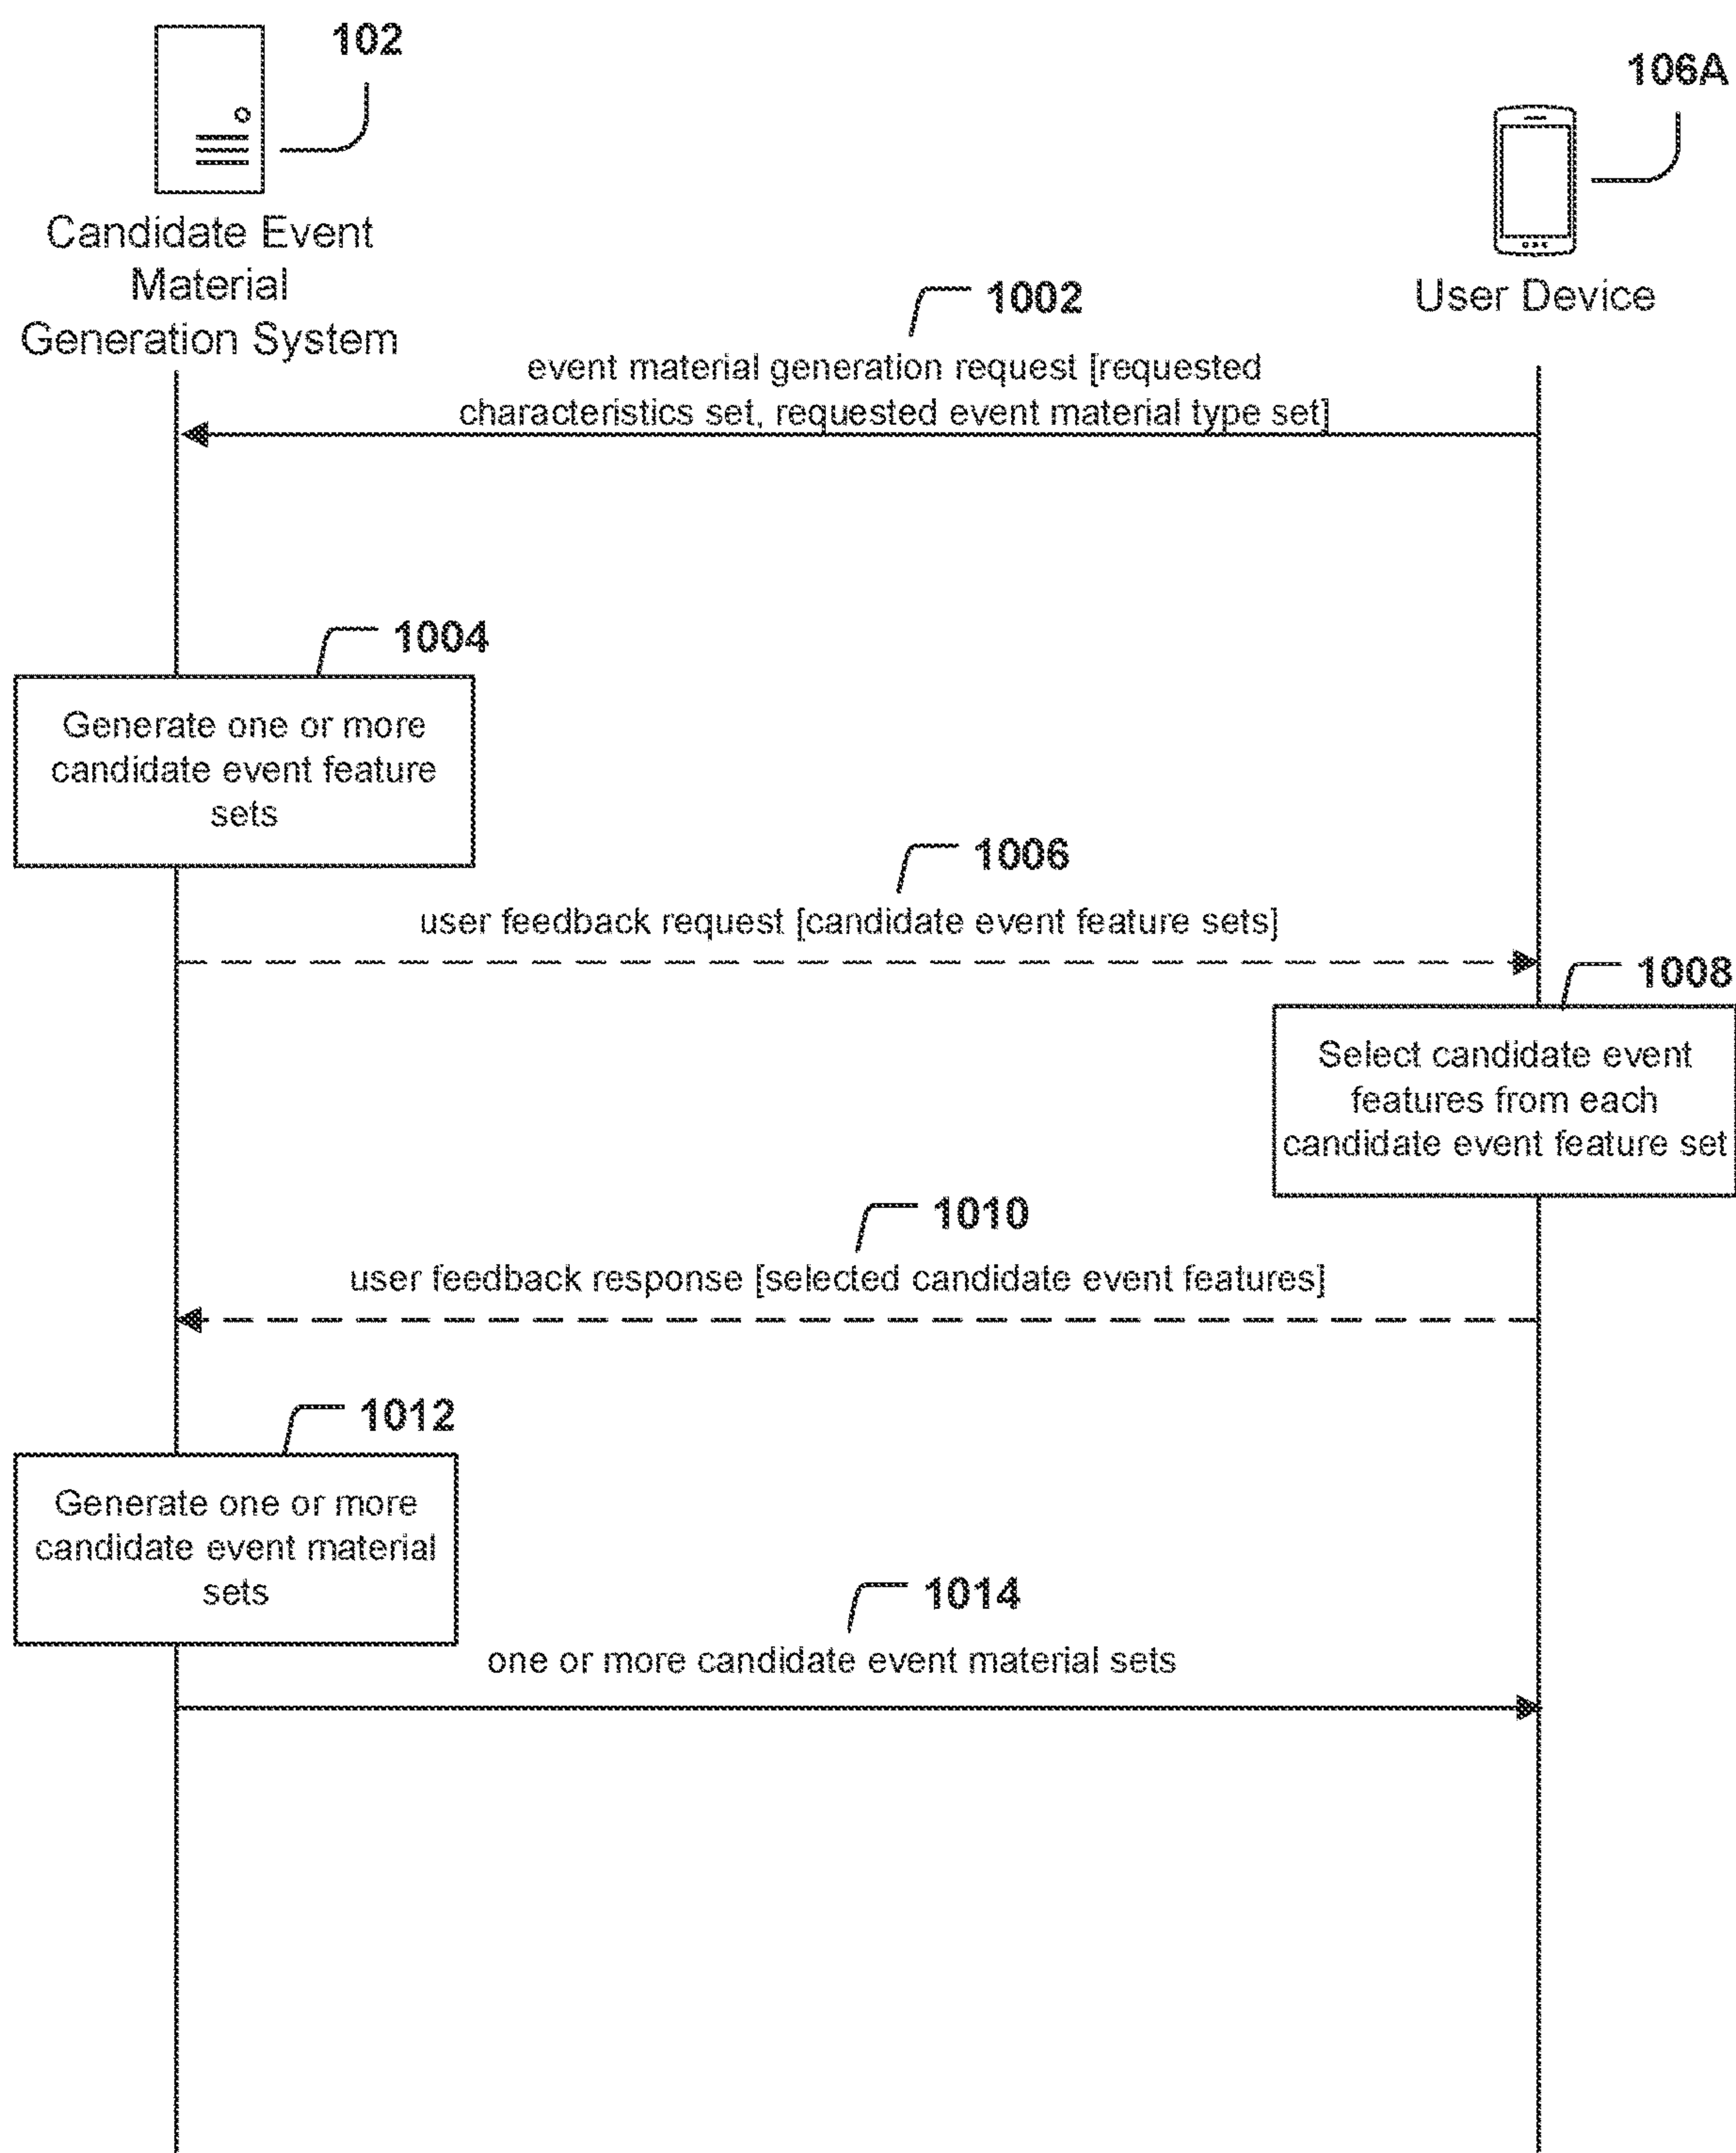 102
106A
Candidate Event
Material
Generation System
User Device
1002
event material generation request [requested
characteristics set, requested event material type set]
1004
Generate one or more
candidate event feature
sets
1006
user feedback request [candidate event feature sets]
1008
Select candidate event
features from each
candidate event feature set
1010
user feedback response [selected candidate event features]
1012
Generate one or more
candidate event material
sets
1014
one or more candidate event material sets